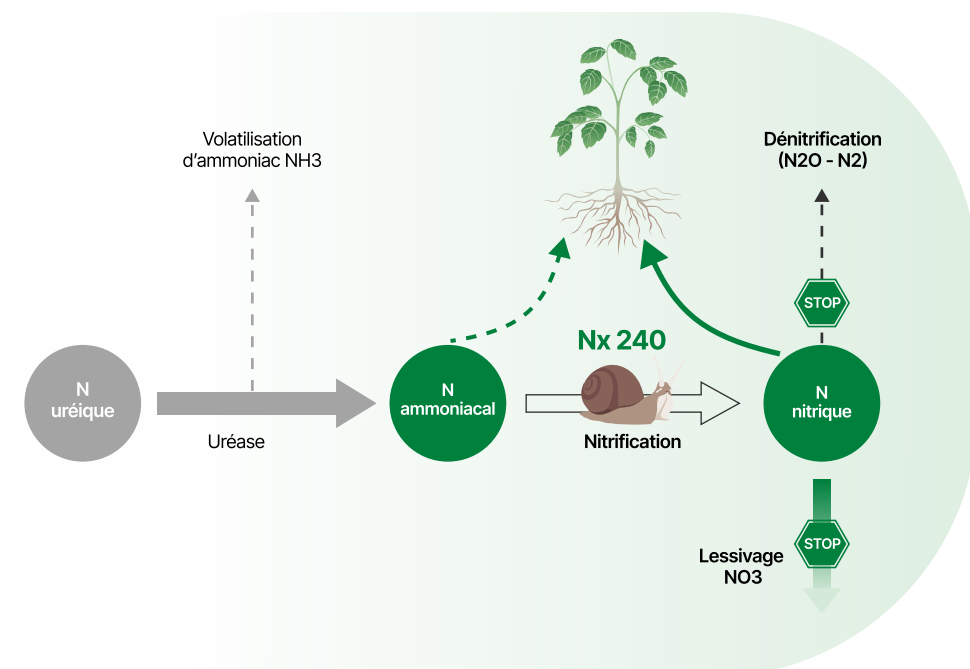 Volatilisation
d'ammoniac NH3
Dénitrification
(N2O - N2)
STOP
Nx 240
N
uréique
N
ammoniacal
N
nitrique
Uréase
Nitrification
STOP
Lessivage
NO3